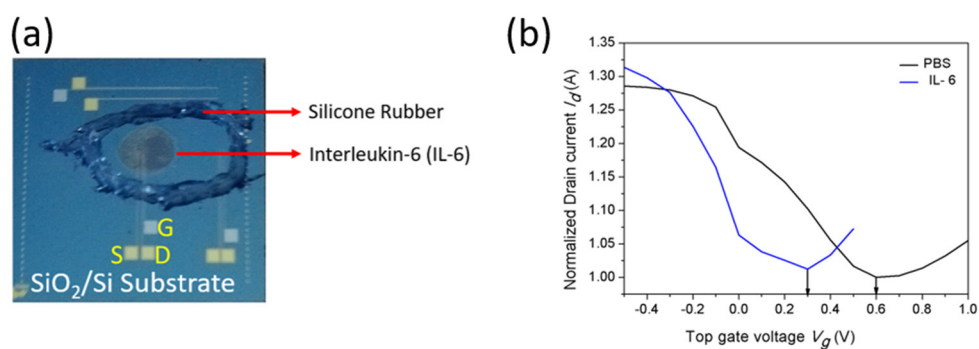 (a)
Silicone Rubber
Interleukin-6 (IL-6)
G
S D
SiO₂/Si Substrate
(b)
Normalized Drain current I_d (A)
1.35
1.30
1.25
1.20
1.15
1.10
1.05
1.00
PBS
IL- 6
-0.4 -0.2 0.0 0.2 0.4 0.6 0.8 1.0
Top gate voltage V_g (V)